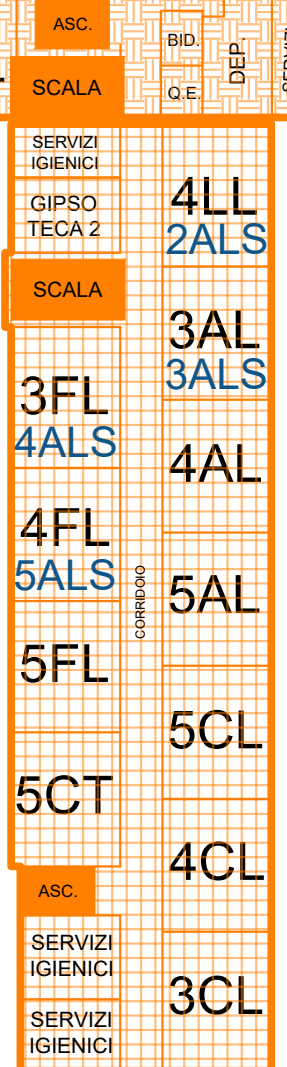 ASC.
BID.
DEP.
SCALA
Q.E.
SERVIZI
IGIENICI
GIPSO
TECA 2
4LL
2ALS
SCALA
3AL
3ALS
3FL
4ALS
4AL
4FL
5ALS
CORRIDOIO
5AL
5FL
5CL
5CT
4CL
ASC.
SERVIZI
IGIENICI
3CL
SERVIZI
IGIENICI